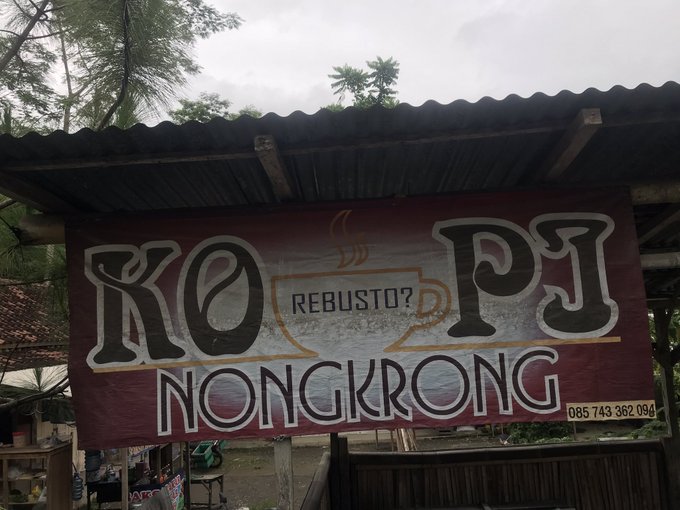 KO PI
REBUSTO?
NONGKRONG
085 743 362 094